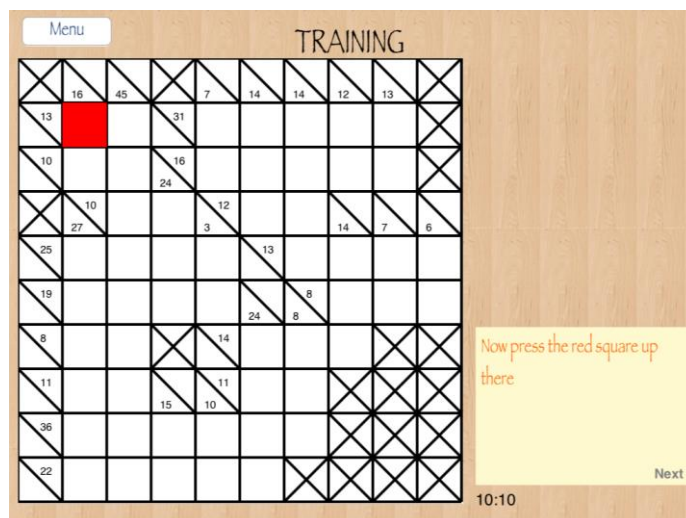 Menu
TRAINING
16 45 7 14 14 12 13
13 31
10 16
24
10 12
27 3 14 7 6
25 13
19 8
24 8
8 14
11 11
15 10
36
22
Now press the red square up
there
Next
10:10